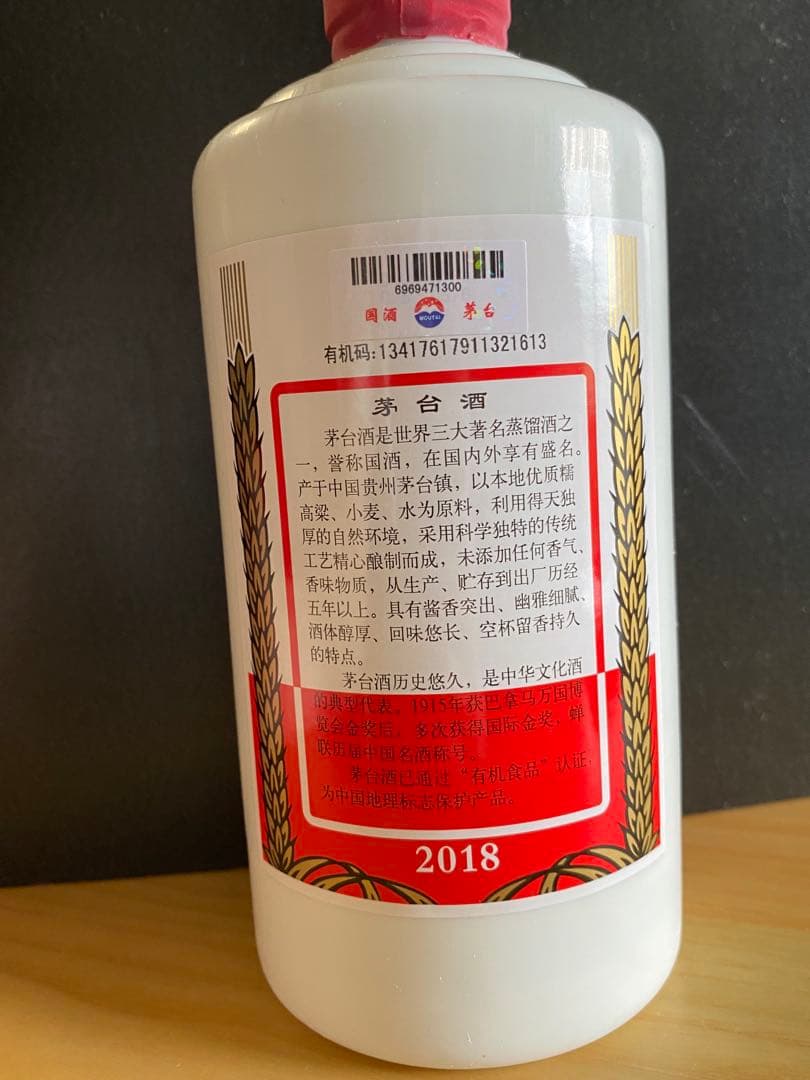 6969471300
国酒 MOUTAI 茅台
有机码:13417617911321613
茅台酒
茅台酒是世界三大著名蒸馏酒之
一，誉称国酒，在国内外享有盛名。
产于中国贵州茅台镇，以本地优质糯
高粱、小麦、水为原料，利用得天独
厚的自然环境，采用科学独特的传统
工艺精心酿制而成，未添加任何香气、
香味物质，从生产、贮存到出厂历经
五年以上。具有酱香突出、幽雅细腻、
酒体醇厚、回味悠长、空杯留香持久
的特点。
茅台酒历史悠久，是中华文化酒
的典型代表。1915年获巴拿马万国博
览会金奖后，多次获得国际金奖，蝉
联历届中国名酒称号。
茅台酒已通过“有机食品”认证，
为中国地理标志保护产品。
2018